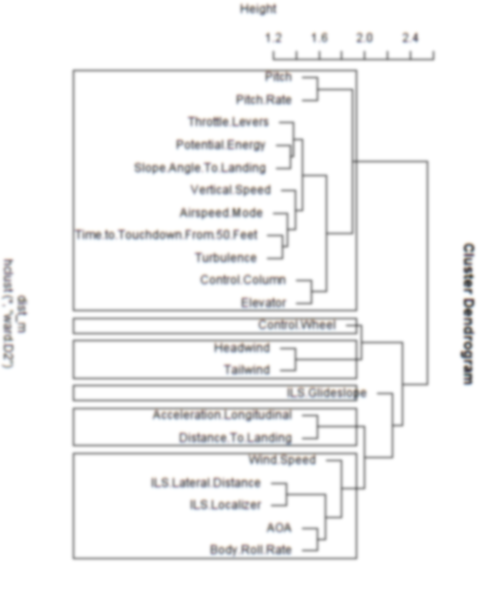 Height
1.2 1.6 2.0 2.4
Pitch
Pitch.Rate
Throttle.Levers
Potential.Energy
Slope.Angle.To.Landing
Vertical.Speed
Airspeed.Mode
Time.to.Touchdown.From.50.Feet
Turbulence
Control.Column
Elevator
Control.Wheel
Headwind
Tailwind
ILS.Glideslope
Acceleration.Longitudinal
Distance.To.Landing
Wind.Speed
ILS.Lateral.Distance
ILS.Localizer
AOA
Body.Roll.Rate
Cluster Dendrogram
dist_m
hclust (*, "ward.D2")